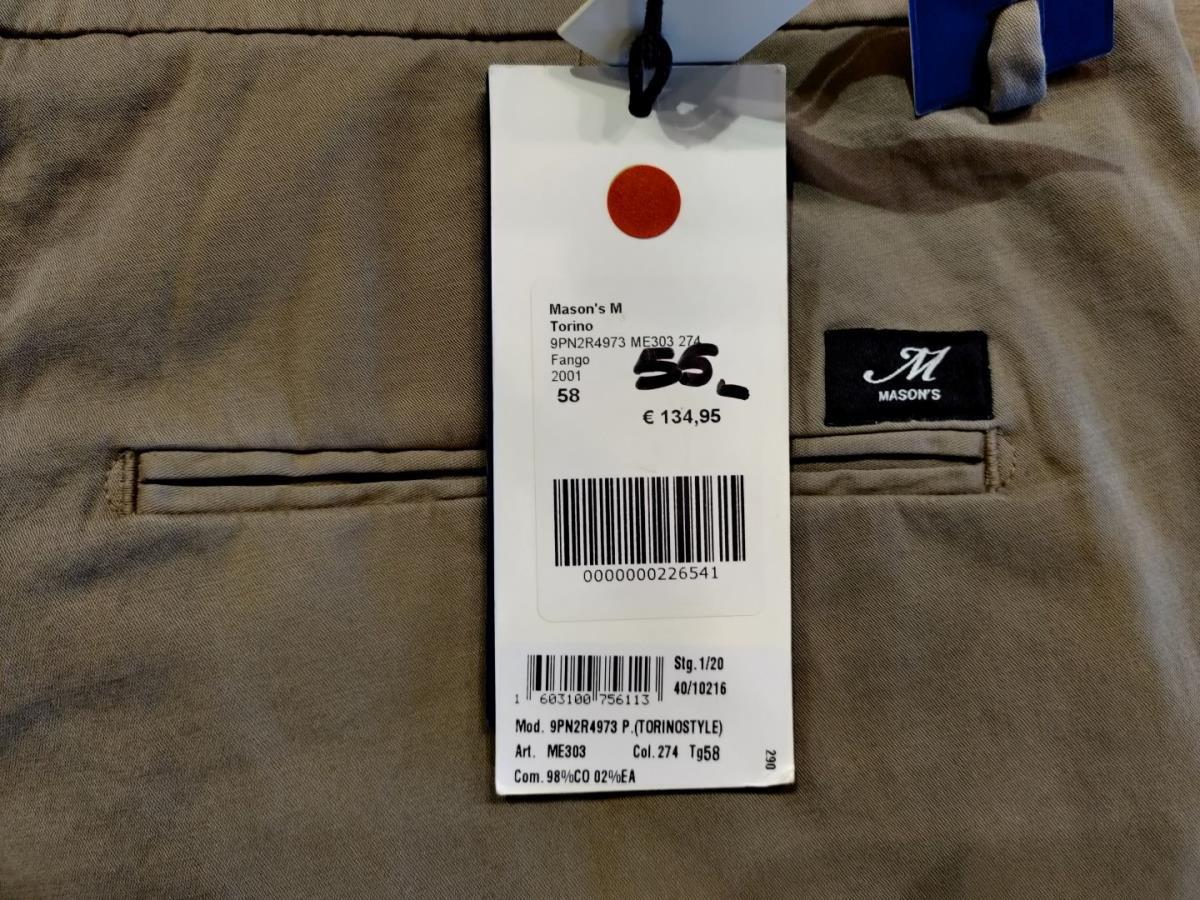 Mason's M
Torino
9PN2R4973 ME303 274
Fango
2001
58
55,-
€ 134,95
M
MASON'S
0000000226541
Stg. 1/20
40/10216
1 603100 756113
Mod. 9PN2R4973 P.(TORINOSTYLE)
Art. ME303 Col. 274 Tg58
Com. 98%CO 02%EA
290